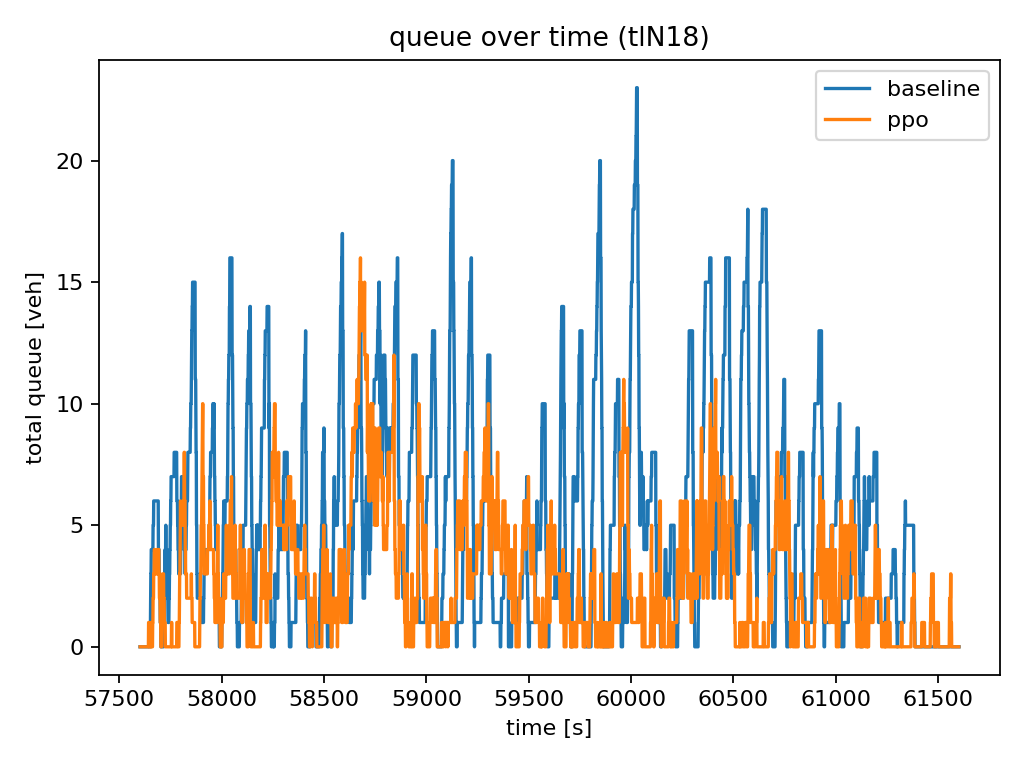 queue over time (tlN18)
baseline
ppo
total queue [veh]
20
15
10
5
0
57500 58000 58500 59000 59500 60000 60500 61000 61500
time [s]